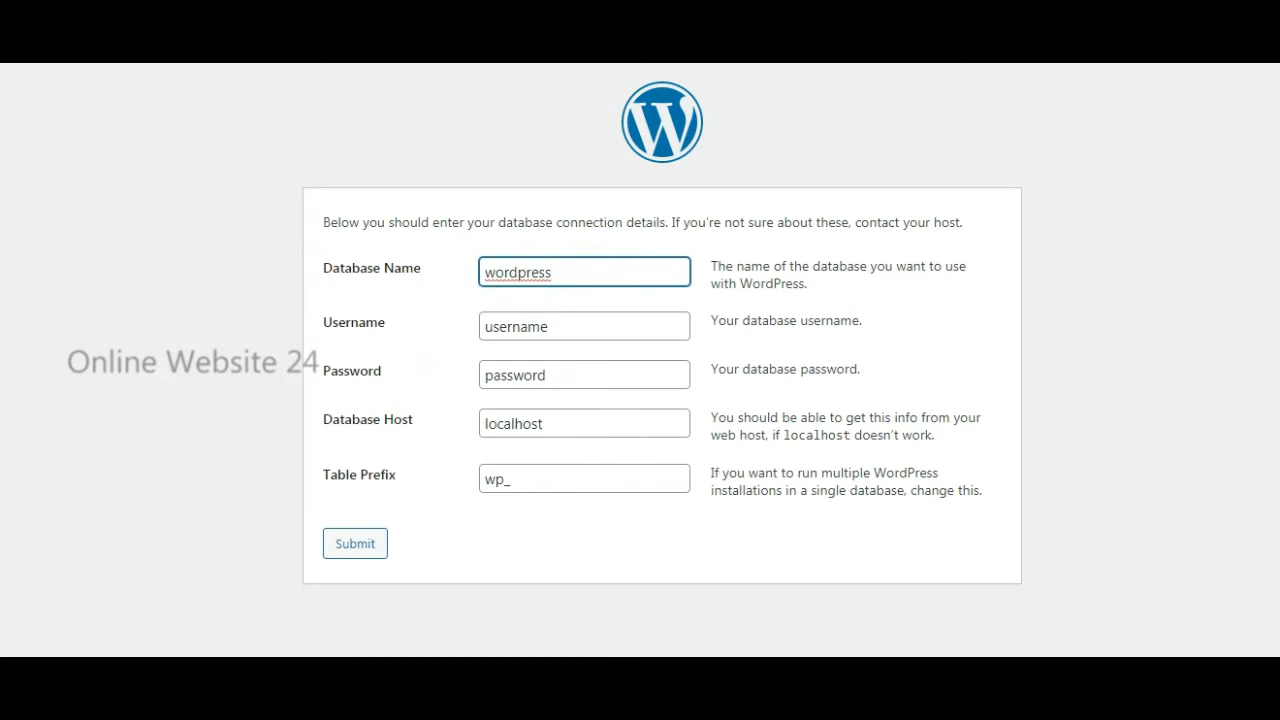 Below you should enter your database connection details. If you're not sure about these, contact your host.
Database Name
wordpress
The name of the database you want to use
with WordPress.
Username
username
Your database username.
Online Website 24
Password
password
Your database password.
Database Host
localhost
You should be able to get this info from your
web host, if localhost doesn't work.
Table Prefix
wp_
If you want to run multiple WordPress
installations in a single database, change this.
Submit